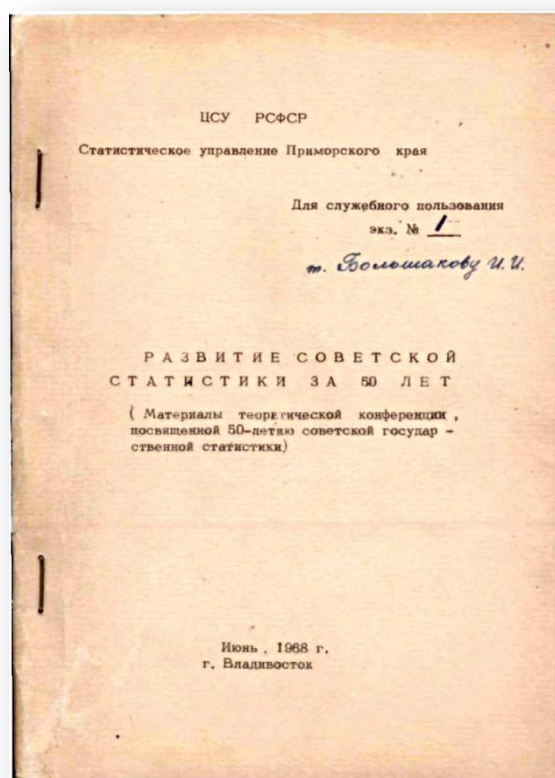 ЦСУ РСФСР
Статистическое управление Приморского края
Для служебного пользования
экз. № 1
т. Большакову И.И.
РАЗВИТИЕ СОВЕТСКОЙ
СТАТИСТИКИ ЗА 50 ЛЕТ
( Материалы теоретической конференции ,
посвященной 50-летию советской государ -
ственной статистики)
Июнь , 1968 г.
г. Владивосток